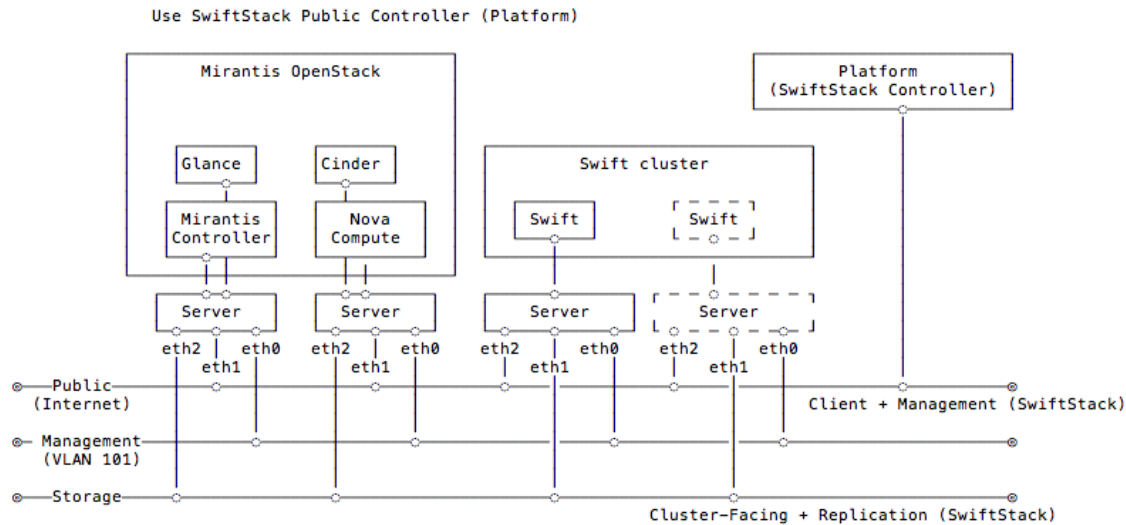 Use SwiftStack Public Controller (Platform)
Mirantis OpenStack
Platform
(SwiftStack Controller)
Glance
Cinder
Swift cluster
Mirantis
Controller
Nova
Compute
Swift
Swift
Server
Server
Server
Server
eth2
eth1
eth0
eth2
eth1
eth0
eth2
eth1
eth0
eth2
eth1
eth0
Public
(Internet)
Client + Management (SwiftStack)
Management
(VLAN 101)
Storage
Cluster-Facing + Replication (SwiftStack)